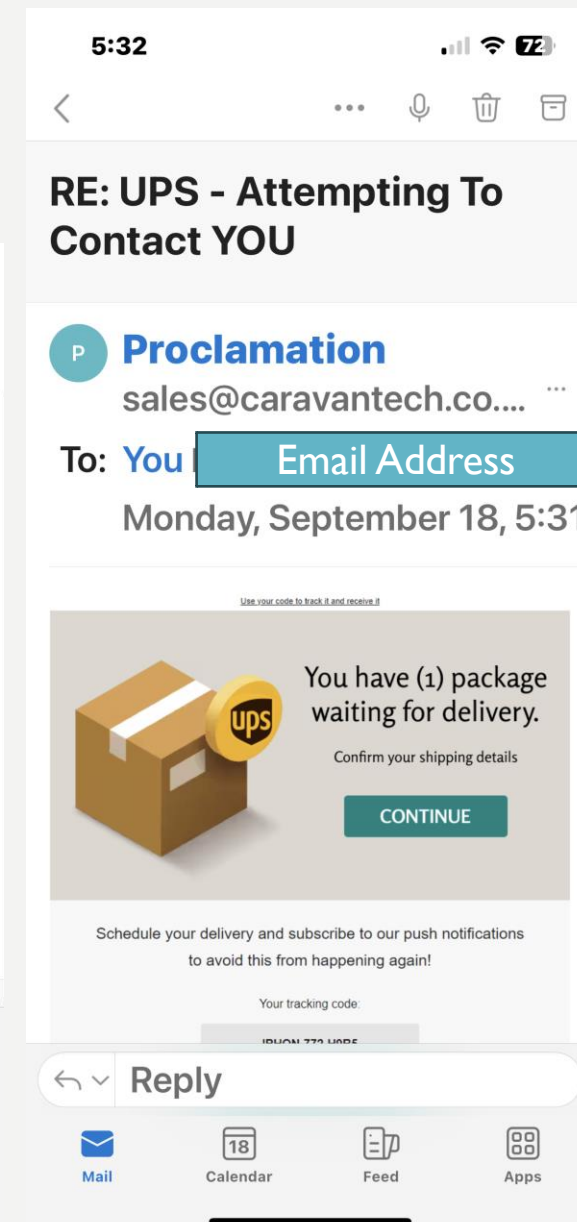 5:32
72
RE: UPS - Attempting To
Contact YOU
P
Proclamation
sales@caravantech.co....
To: You
Email Address
Monday, September 18, 5:31
Use your code to track it and receive it
ups
You have (1) package
waiting for delivery.
Confirm your shipping details
CONTINUE
Schedule your delivery and subscribe to our push notifications
to avoid this from happening again!
Your tracking code:
Reply
18
Mail
Calendar
Feed
Apps